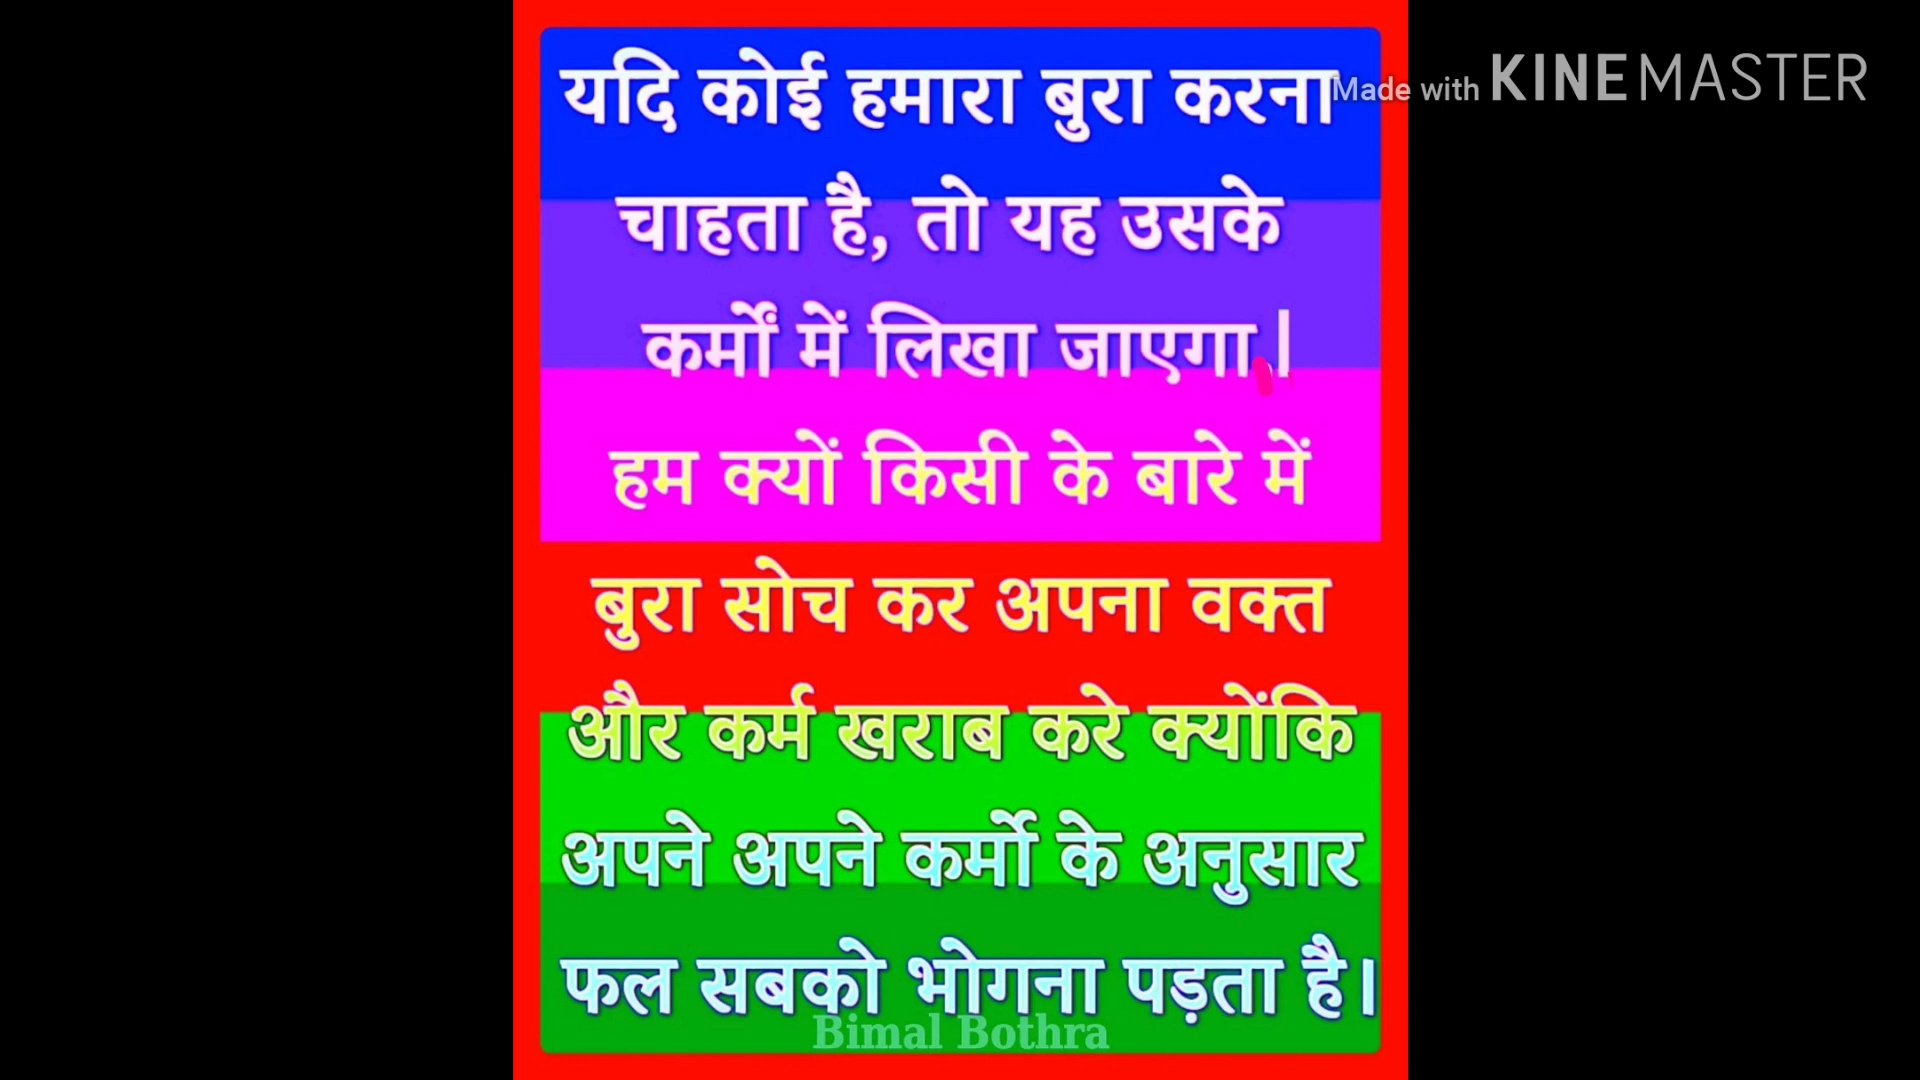 यदि कोई हमारा बुरा करना
Made with KINEMASTER
चाहता है, तो यह उसके
कर्मों में लिखा जाएगा।
हम क्यों किसी के बारे में
बुरा सोच कर अपना वक्त
और कर्म खराब करे क्योंकि
अपने अपने कर्मो के अनुसार
फल सबको भोगना पड़ता है।
Bimal Bothra